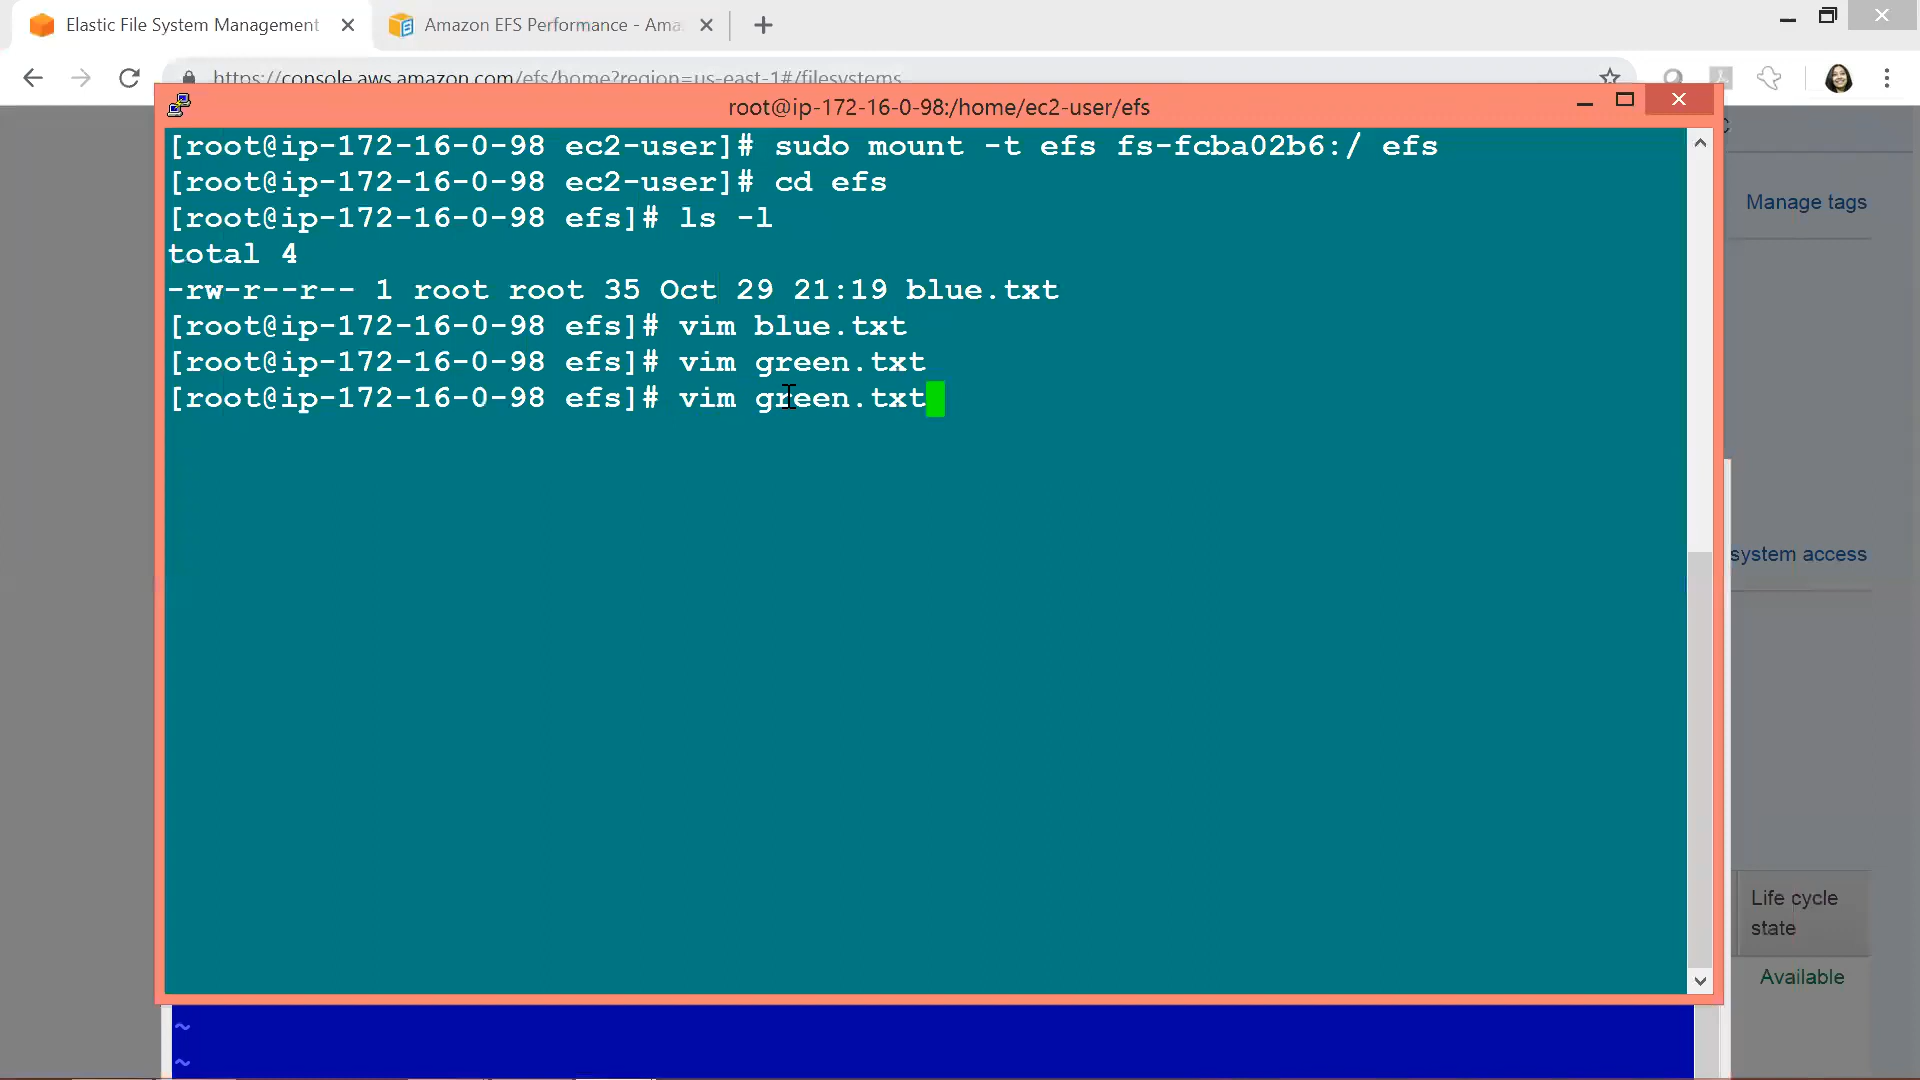 Elastic File System Management
Amazon EFS Performance - Ama
https://console.aws.amazon.com/efs/home?region=us-east-1#/filesystems
root@ip-172-16-0-98:/home/ec2-user/efs
[root@ip-172-16-0-98 ec2-user]# sudo mount -t efs fs-fcba02b6:/ efs
[root@ip-172-16-0-98 ec2-user]# cd efs
[root@ip-172-16-0-98 efs]# ls -l
total 4
-rw-r--r-- 1 root root 35 Oct 29 21:19 blue.txt
[root@ip-172-16-0-98 efs]# vim blue.txt
[root@ip-172-16-0-98 efs]# vim green.txt
[root@ip-172-16-0-98 efs]# vim green.txt
Manage tags
system access
Life cycle
state
Available
~
~